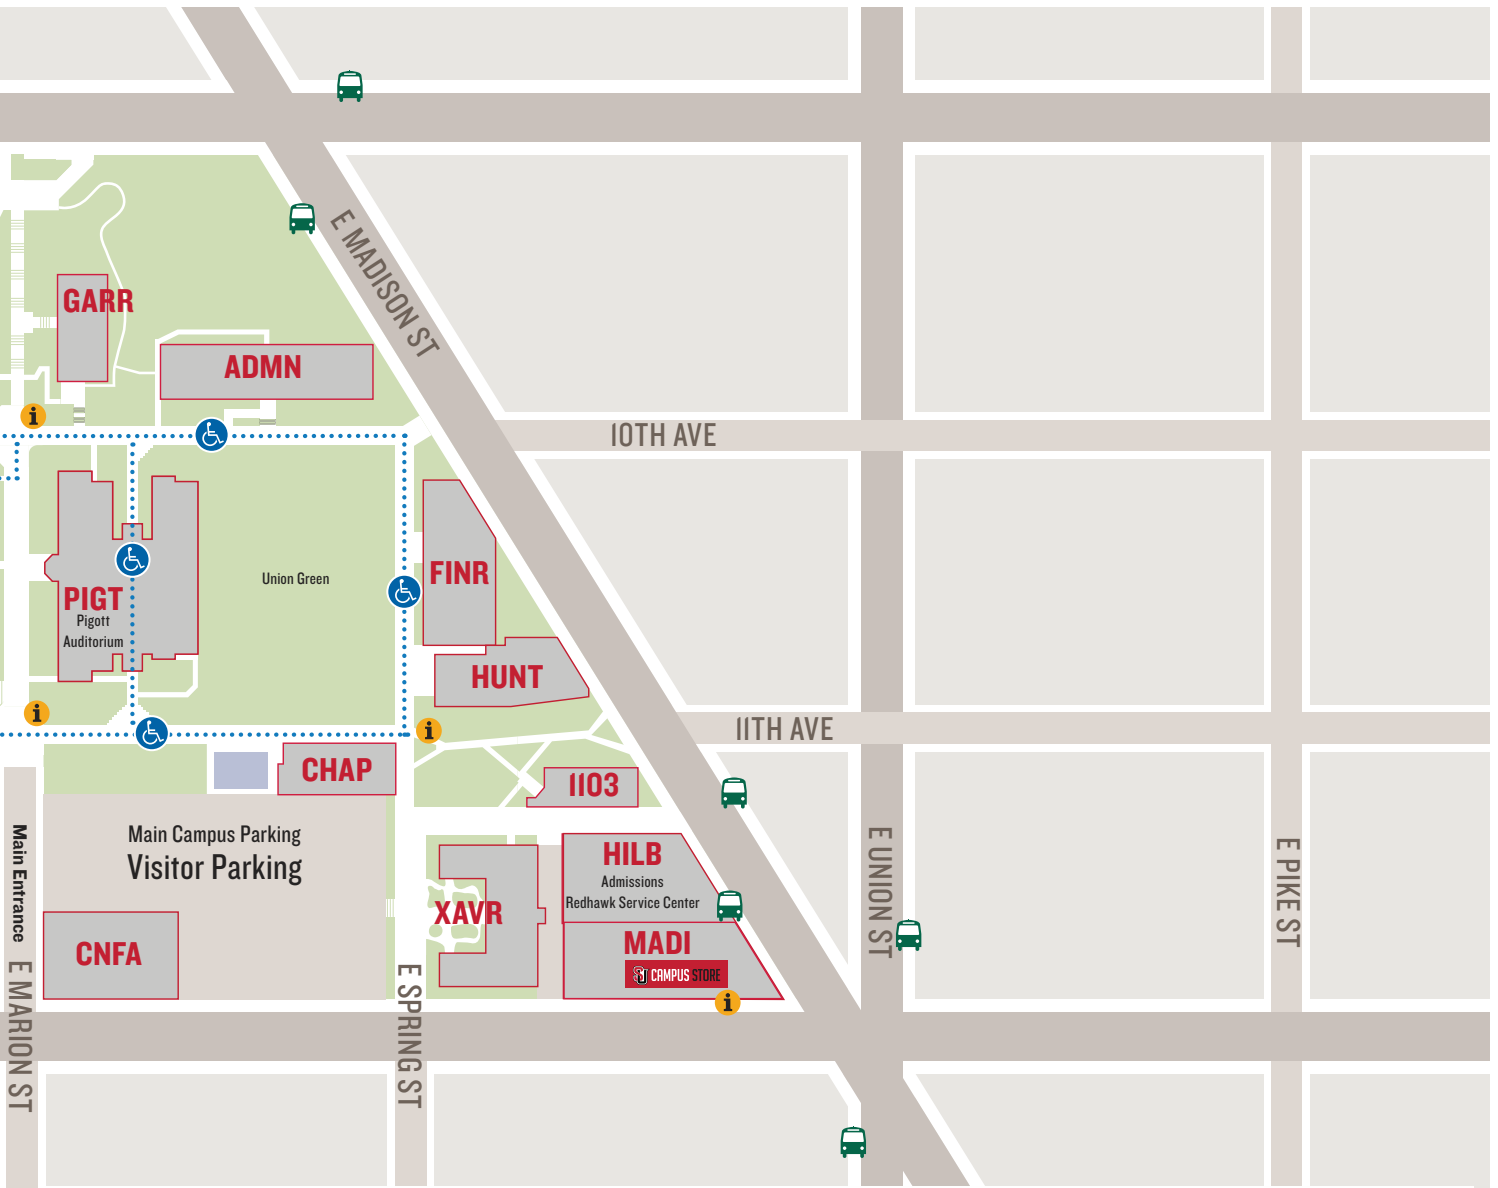 E MADISON ST
GARR
ADMN
i
10TH AVE
FINR
Union Green
PIGT
Pigott
Auditorium
HUNT
i
i
11TH AVE
CHAP
1103
Main Campus Parking
Visitor Parking
Main Entrance
E MARION ST
CNFA
XAVR
E SPRING ST
HILB
Admissions
Redhawk Service Center
MADI
SU CAMPUS STORE
i
E UNION ST
E PIKE ST